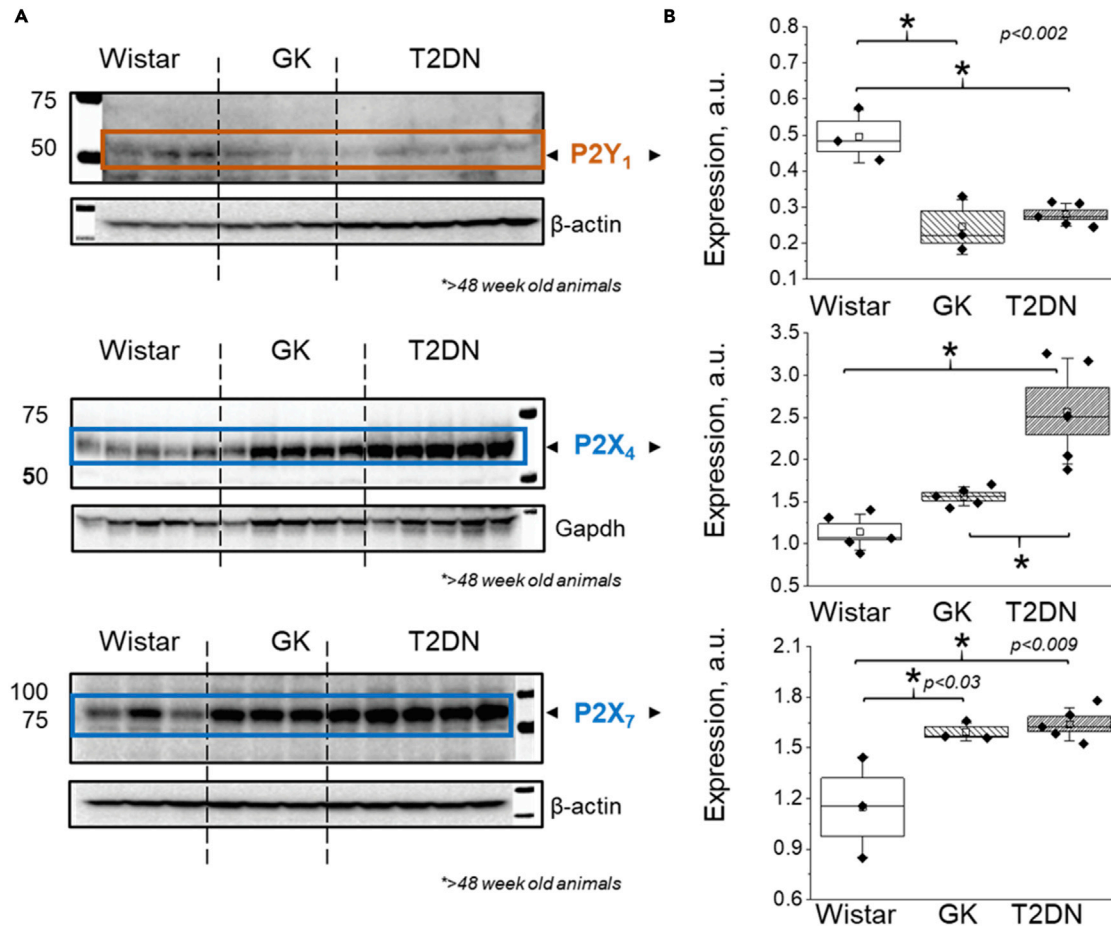 A
B
Wistar GK T2DN
75
50
P2Y1
β-actin
*>48 week old animals
Wistar GK T2DN
75
50
P2X4
Gapdh
*>48 week old animals
Wistar GK T2DN
100
75
P2X7
β-actin
*>48 week old animals
* p<0.002
*
Expression, a.u.
0.8
0.7
0.6
0.5
0.4
0.3
0.2
0.1
Wistar GK T2DN
*
*
Expression, a.u.
3.5
3.0
2.5
2.0
1.5
1.0
0.5
Wistar GK T2DN
* p<0.009
* p<0.03
Expression, a.u.
2.1
1.8
1.5
1.2
0.9
0.6
Wistar GK T2DN